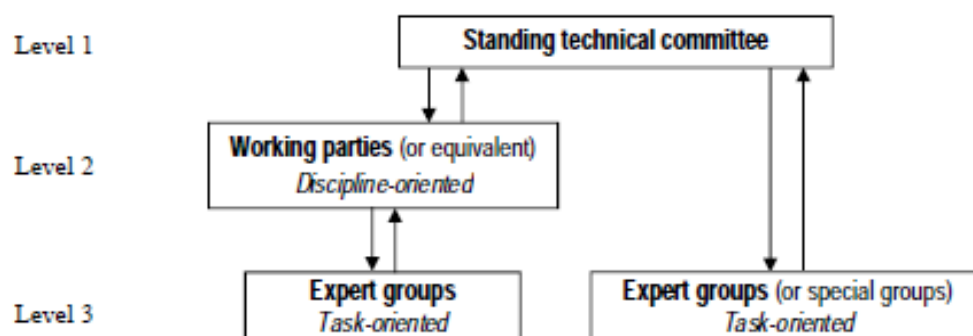 Level 1
Standing technical committee
Level 2
Working parties (or equivalent)
Discipline-oriented
Level 3
Expert groups
Task-oriented
Expert groups (or special groups)
Task-oriented